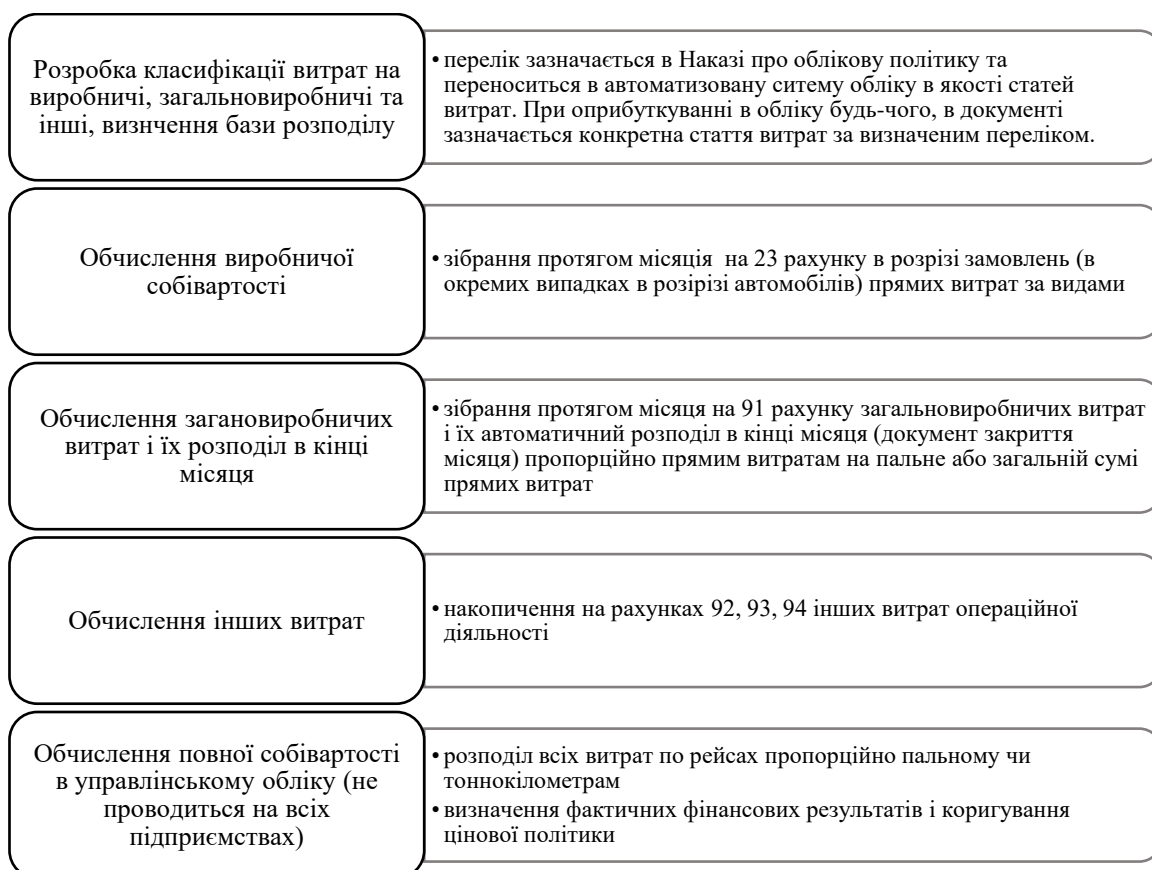 Розробка класифікації витрат на
виробничі, загальновиробничі та
інші, визнчення бази розподілу
• перелік зазначається в Наказі про облікову політику та
переноситься в автоматизовану ситему обліку в якості статей
витрат. При оприбуткуванні в обліку будь-чого, в документі
зазначається конкретна стаття витрат за визначеним переліком.
Обчислення виробничої
собівартості
• зібрання протягом місяція на 23 рахунку в розрізі замовлень (в
окремих випадках в розірізі автомобілів) прямих витрат за видами
Обчислення загановиробничих
витрат і їх розподіл в кінці
місяця
• зібрання протягом місяця на 91 рахунку загальновиробничих витрат
і їх автоматичний розподіл в кінці місяця (документ закриття
місяця) пропорційно прямим витратам на пальне або загальній сумі
прямих витрат
Обчислення інших витрат
• накопичення на рахунках 92, 93, 94 інших витрат операційної
діяльності
Обчислення повної собівартості
в управлінському обліку (не
проводиться на всіх
підприємствах)
• розподіл всіх витрат по рейсах пропорційно пальному чи
тоннокілометрам
• визначення фактичних фінансових результатів і коригування
цінової політики